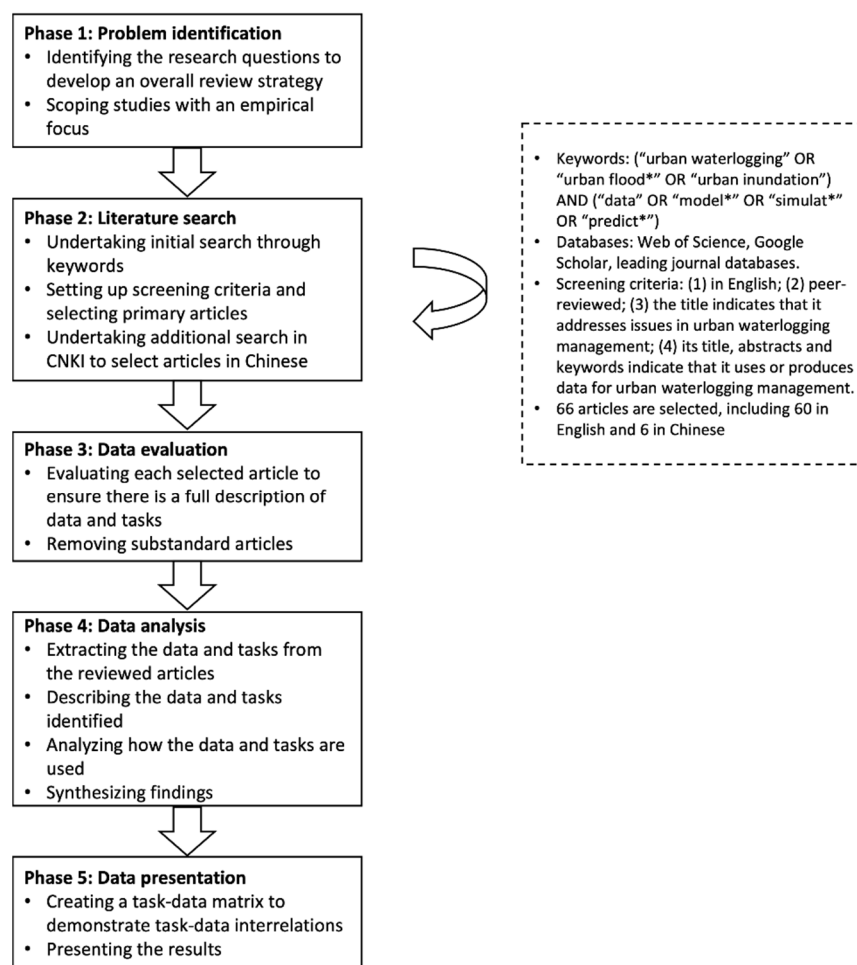 Phase 1: Problem identification
• Identifying the research questions to
develop an overall review strategy
• Scoping studies with an empirical
focus
Phase 2: Literature search
• Undertaking initial search through
keywords
• Setting up screening criteria and
selecting primary articles
• Undertaking additional search in
CNKI to select articles in Chinese
• Keywords: (“urban waterlogging” OR
“urban flood*” OR “urban inundation”)
AND (“data” OR “model*” OR “simulat*”
OR “predict*”)
• Databases: Web of Science, Google
Scholar, leading journal databases.
• Screening criteria: (1) in English; (2) peer-
reviewed; (3) the title indicates that it
addresses issues in urban waterlogging
management; (4) its title, abstracts and
keywords indicate that it uses or produces
data for urban waterlogging management.
• 66 articles are selected, including 60 in
English and 6 in Chinese
Phase 3: Data evaluation
• Evaluating each selected article to
ensure there is a full description of
data and tasks
• Removing substandard articles
Phase 4: Data analysis
• Extracting the data and tasks from
the reviewed articles
• Describing the data and tasks
identified
• Analyzing how the data and tasks are
used
• Synthesizing findings
Phase 5: Data presentation
• Creating a task-data matrix to
demonstrate task-data interrelations
• Presenting the results